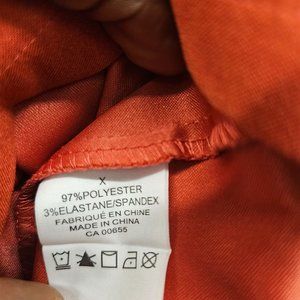 X
97%POLYESTER
3%ELASTANE/SPANDEX
FABRIQUÉ EN CHINE
MADE IN CHINA
CA 00655